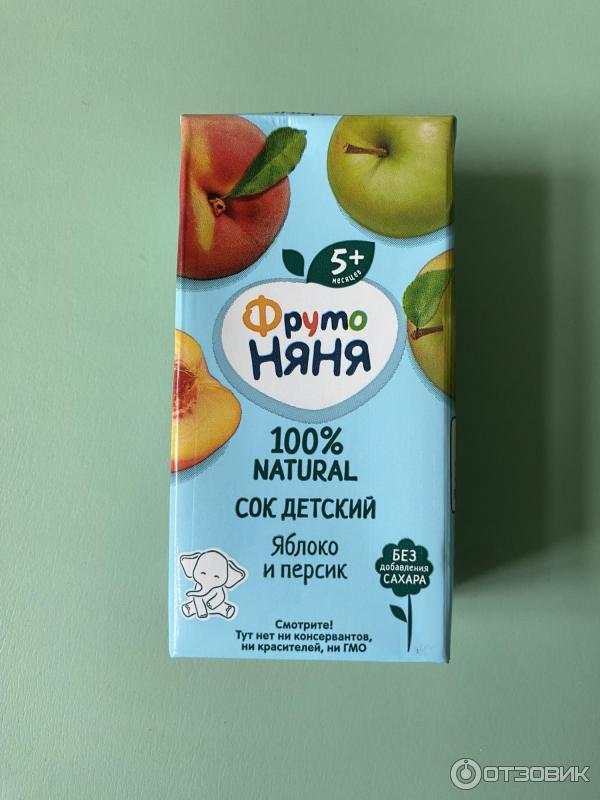 5+
месяцев
Фруто
НЯНЯ
100%
NATURAL
СОК ДЕТСКИЙ
Яблоко
и персик
БЕЗ
добавления
САХАРА
Смотрите!
Тут нет ни консервантов,
ни красителей, ни ГМО
ОТЗОВИК